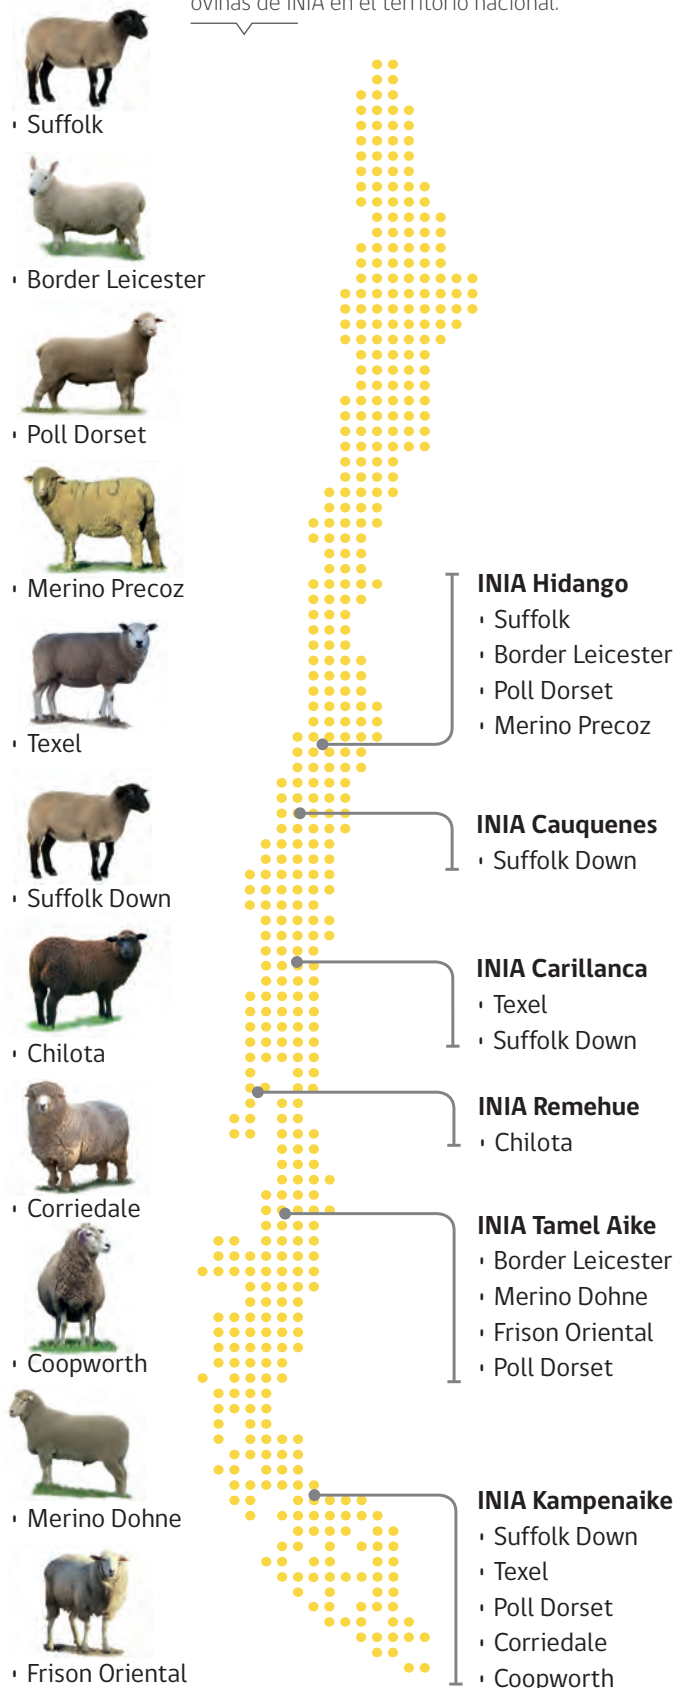 ovinas de INIA en el territorio nacional.
Suffolk
Border Leicester
Poll Dorset
Merino Precoz
Texel
Suffolk Down
Chilota
Corriedale
Coopworth
Merino Dohne
Frison Oriental
INIA Hidango
Suffolk
Border Leicester
Poll Dorset
Merino Precoz
INIA Cauquenes
Suffolk Down
INIA Carillanca
Texel
Suffolk Down
INIA Remehue
Chilota
INIA Tamel Aike
Border Leicester
Merino Dohne
Frison Oriental
Poll Dorset
INIA Kampenaike
Suffolk Down
Texel
Poll Dorset
Corriedale
Coopworth